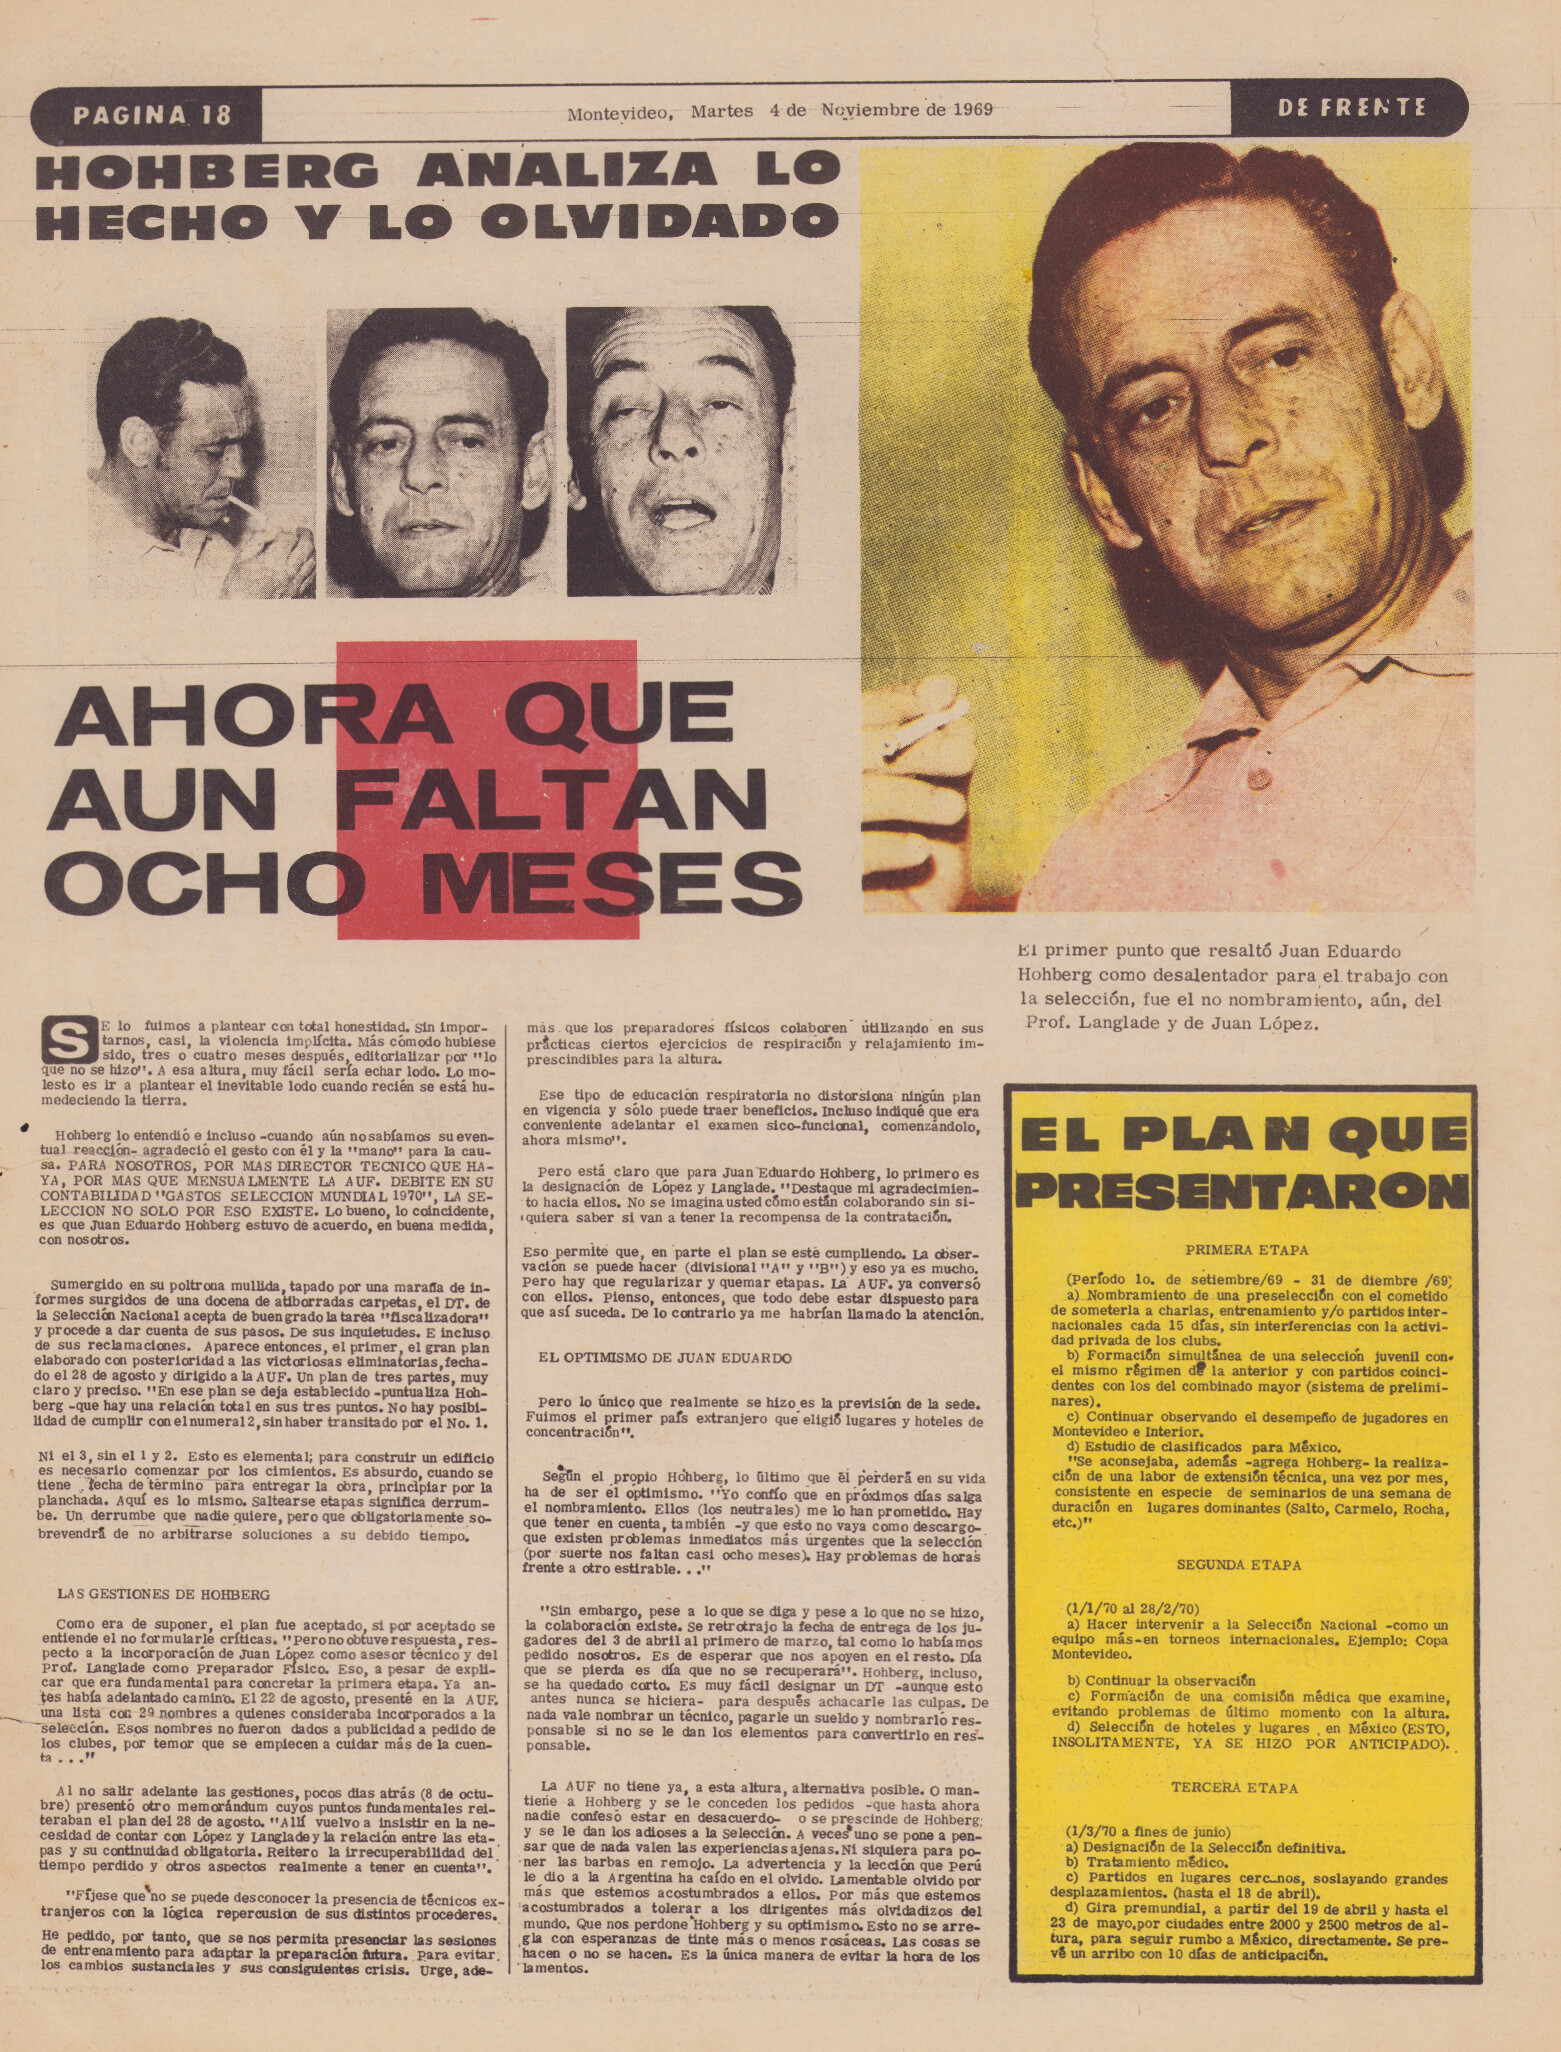 PAGINA 18
Montevideo, Martes 4 de Noviembre de 1969
DE FRENTE
HOHBERG ANALIZA LO
HECHO Y LO OLVIDADO
AHORA QUE
AUN FALTAN
OCHO MESES
El primer punto que resaltó Juan Eduardo
Hohberg como desalentador para el trabajo con
la selección, fue el no nombramiento, aún, del
Prof. Langlade y de Juan López.
SE lo fuimos a plantear con total honestidad. Sin impor-
tarnos, casi, la violencia implícita. Más cómodo hubiese
sido, tres o cuatro meses después, editorializar por "lo
que no se hizo". A esa altura, muy fácil sería echar lodo. Lo mo-
lesto es ir a plantear el inevitable lodo cuando recién se está hu-
medeciendo la tierra.
Hohberg lo entendió e incluso -cuando aún no sabíamos su even-
tual reacción- agradeció el gesto con él y la "mano" para la cau-
sa. PARA NOSOTROS, POR MAS DIRECTOR TECNICO QUE HA-
YA, POR MAS QUE MENSUALMENTE LA AUF. DEBITE EN SU
CONTABILIDAD "GASTOS SELECCION MUNDIAL 1970", LA SE-
LECCION NO SOLO POR ESO EXISTE. Lo bueno, lo coincidente,
es que Juan Eduardo Hohberg estuvo de acuerdo, en buena medida,
con nosotros.
Sumergido en su poltrona mullida, tapado por una maraña de in-
formes surgidos de una docena de atiborradas carpetas, el DT. de
la Selección Nacional acepta de buen grado la tarea "fiscalizadora"
y procede a dar cuenta de sus pasos. De sus inquietudes. E incluso
de sus reclamaciones. Aparece entonces, el primer, el gran plan
elaborado con posterioridad a las victoriosas eliminatorias, fecha-
do el 28 de agosto y dirigido a la AUF. Un plan de tres partes, muy
claro y preciso. "En ese plan se deja establecido -puntualiza Hoh-
berg -que hay una relación total en sus tres puntos. No hay posibi-
lidad de cumplir con el numeral 2, sin haber transitado por el No. 1.
Ni el 3, sin el 1 y 2. Esto es elemental; para construir un edificio
es necesario comenzar por los cimientos. Es absurdo, cuando se
tiene fecha de término para entregar la obra, principiar por la
planchada. Aquí es lo mismo. Saltearse etapas significa derrum-
be. Un derrumbe que nadie quiere, pero que obligatoriamente so-
brevendrá de no arbitrarse soluciones a su debido tiempo.
LAS GESTIONES DE HOHBERG
Como era de suponer, el plan fue aceptado, si por aceptado se
entiende el no formularle críticas. "Pero no obtuve respuesta, res-
pecto a la incorporación de Juan López como asesor técnico y del
Prof. Langlade como Preparador Físico. Eso, a pesar de expli-
car que era fundamental para concretar la primera etapa. Ya an-
tes había adelantado camino. El 22 de agosto, presenté en la AUF.
una lista con 29 nombres a quienes consideraba incorporados a la
selección. Esos nombres no fueron dados a publicidad a pedido de
los clubes, por temor que se empiecen a cuidar más de la cuen-
ta . . ."
Al no salir adelante las gestiones, pocos dias atrás (8 de octu-
bre) presentó otro memorándum cuyos puntos fundamentales rei-
teraban el plan del 28 de agosto. "Allí vuelvo a insistir en la ne-
cesidad de contar con López y Langlade y la relación entre las eta-
pas y su continuidad obligatoria. Reitero la irrecuperabilidad del
tiempo perdido y otros aspectos realmente a tener en cuenta".
"Fíjese que no se puede desconocer la presencia de técnicos ex-
tranjeros con la lógica repercusión de sus distintos procederes.
He pedido, por tanto, que se nos permita presenciar las sesiones
de entrenamiento para adaptar la preparación futura. Para evitar
los cambios sustanciales y sus consiguientes crisis. Urge, ade-
más que los preparadores físicos colaboren utilizando en sus
prácticas ciertos ejercicios de respiración y relajamiento im-
prescindibles para la altura.
Ese tipo de educación respiratoria no distorsiona ningún plan
en vigencia y sólo puede traer beneficios. Incluso indiqué que era
conveniente adelantar el examen sico-funcional, comenzándolo,
ahora mismo".
Pero está claro que para Juan Eduardo Hohberg, lo primero es
la designación de López y Langlade. "Destaque mi agradecimien-
to hacia ellos. No se imagina usted cómo están colaborando sin si-
quiera saber si van a tener la recompensa de la contratación.
Eso permite que, en parte el plan se esté cumpliendo. La obser-
vación se puede hacer (divisional "A" y "B") y eso ya es mucho.
Pero hay que regularizar y quemar etapas. La AUF. ya conversó
con ellos. Pienso, entonces, que todo debe estar dispuesto para
que así suceda. De lo contrario ya me habrían llamado la atención.
EL OPTIMISMO DE JUAN EDUARDO
Pero lo único que realmente se hizo es la previsión de la sede.
Fuimos el primer país extranjero que eligió lugares y hoteles de
concentración".
Según el propio Hohberg, lo último que él perderá en su vida
ha de ser el optimismo. "Yo confío que en próximos días salga
el nombramiento. Ellos (los neutrales) me lo han prometido. Hay
que tener en cuenta, también -y que esto no vaya como descargo-
que existen problemas inmediatos más urgentes que la selección
(por suerte nos faltan casi ocho meses). Hay problemas de horas
frente a otro estirable. . ."
"Sin embargo, pese a lo que se diga y pese a lo que no se hizo,
la colaboración existe. Se retrotrajo la fecha de entrega de los ju-
gadores del 3 de abril al primero de marzo, tal como lo habíamos
pedido nosotros. Es de esperar que nos apoyen en el resto. Día
que se pierda es día que no se recuperará". Hohberg, incluso,
se ha quedado corto. Es muy fácil designar un DT -aunque esto
antes nunca se hiciera- para después achacarle las culpas. De
nada vale nombrar un técnico, pagarle un sueldo y nombrarlo res-
ponsable si no se le dan los elementos para convertirlo en res-
ponsable.
La AUF no tiene ya, a esta altura, alternativa posible. O man-
tiene a Hohberg y se le conceden los pedidos -que hasta ahora
nadie confesó estar en desacuerdo- o se prescinde de Hohberg
y se le dan los adioses a la Selección. A veces uno se pone a pen-
sar que de nada valen las experiencias ajenas. Ni siquiera para po-
ner las barbas en remojo. La advertencia y la lección que Perú
le dio a la Argentina ha caído en el olvido. Lamentable olvido por
más que estemos acostumbrados a ellos. Por más que estemos
acostumbrados a tolerar a los dirigentes más olvidadizos del
mundo. Que nos perdone Hohberg y su optimismo. Esto no se arre-
gla con esperanzas de tinte más o menos rosáceas. Las cosas se
hacen o no se hacen. Es la única manera de evitar la hora de los
lamentos.
EL PLAN QUE
PRESENTARON
PRIMERA ETAPA
(Período 1o. de setiembre/69 - 31 de diembre /69)
a) Nombramiento de una preselección con el cometido
de someterla a charlas, entrenamiento y/o partidos inter-
nacionales cada 15 días, sin interferencias con la activi-
dad privada de los clubs.
b) Formación simultánea de una selección juvenil con
el mismo régimen de la anterior y con partidos coinci-
dentes con los del combinado mayor (sistema de prelimi-
nares).
c) Continuar observando el desempeño de jugadores en
Montevideo e Interior.
d) Estudio de clasificados para México.
"Se aconsejaba, además -agrega Hohberg- la realiza-
ción de una labor de extensión técnica, una vez por mes,
consistente en especie de seminarios de una semana de
duración en lugares dominantes (Salto, Carmelo, Rocha,
etc.)"
SEGUNDA ETAPA
(1/1/70 al 28/2/70)
a) Hacer intervenir a la Selección Nacional -como un
equipo más-en torneos internacionales. Ejemplo: Copa
Montevideo.
b) Continuar la observación
c) Formación de una comisión médica que examine,
evitando problemas de último momento con la altura.
d) Selección de hoteles y lugares en México (ESTO,
INSOLITAMENTE, YA SE HIZO POR ANTICIPADO).
TERCERA ETAPA
(1/3/70 a fines de junio)
a) Designación de la Selección definitiva.
b) Tratamiento médico.
c) Partidos en lugares cercanos, soslayando grandes
desplazamientos. (hasta el 18 de abril).
d) Gira premundial, a partir del 19 de abril y hasta el
23 de mayo, por ciudades entre 2000 y 2500 metros de al-
tura, para seguir rumbo a México, directamente. Se pre-
vé un arribo con 10 días de anticipación.